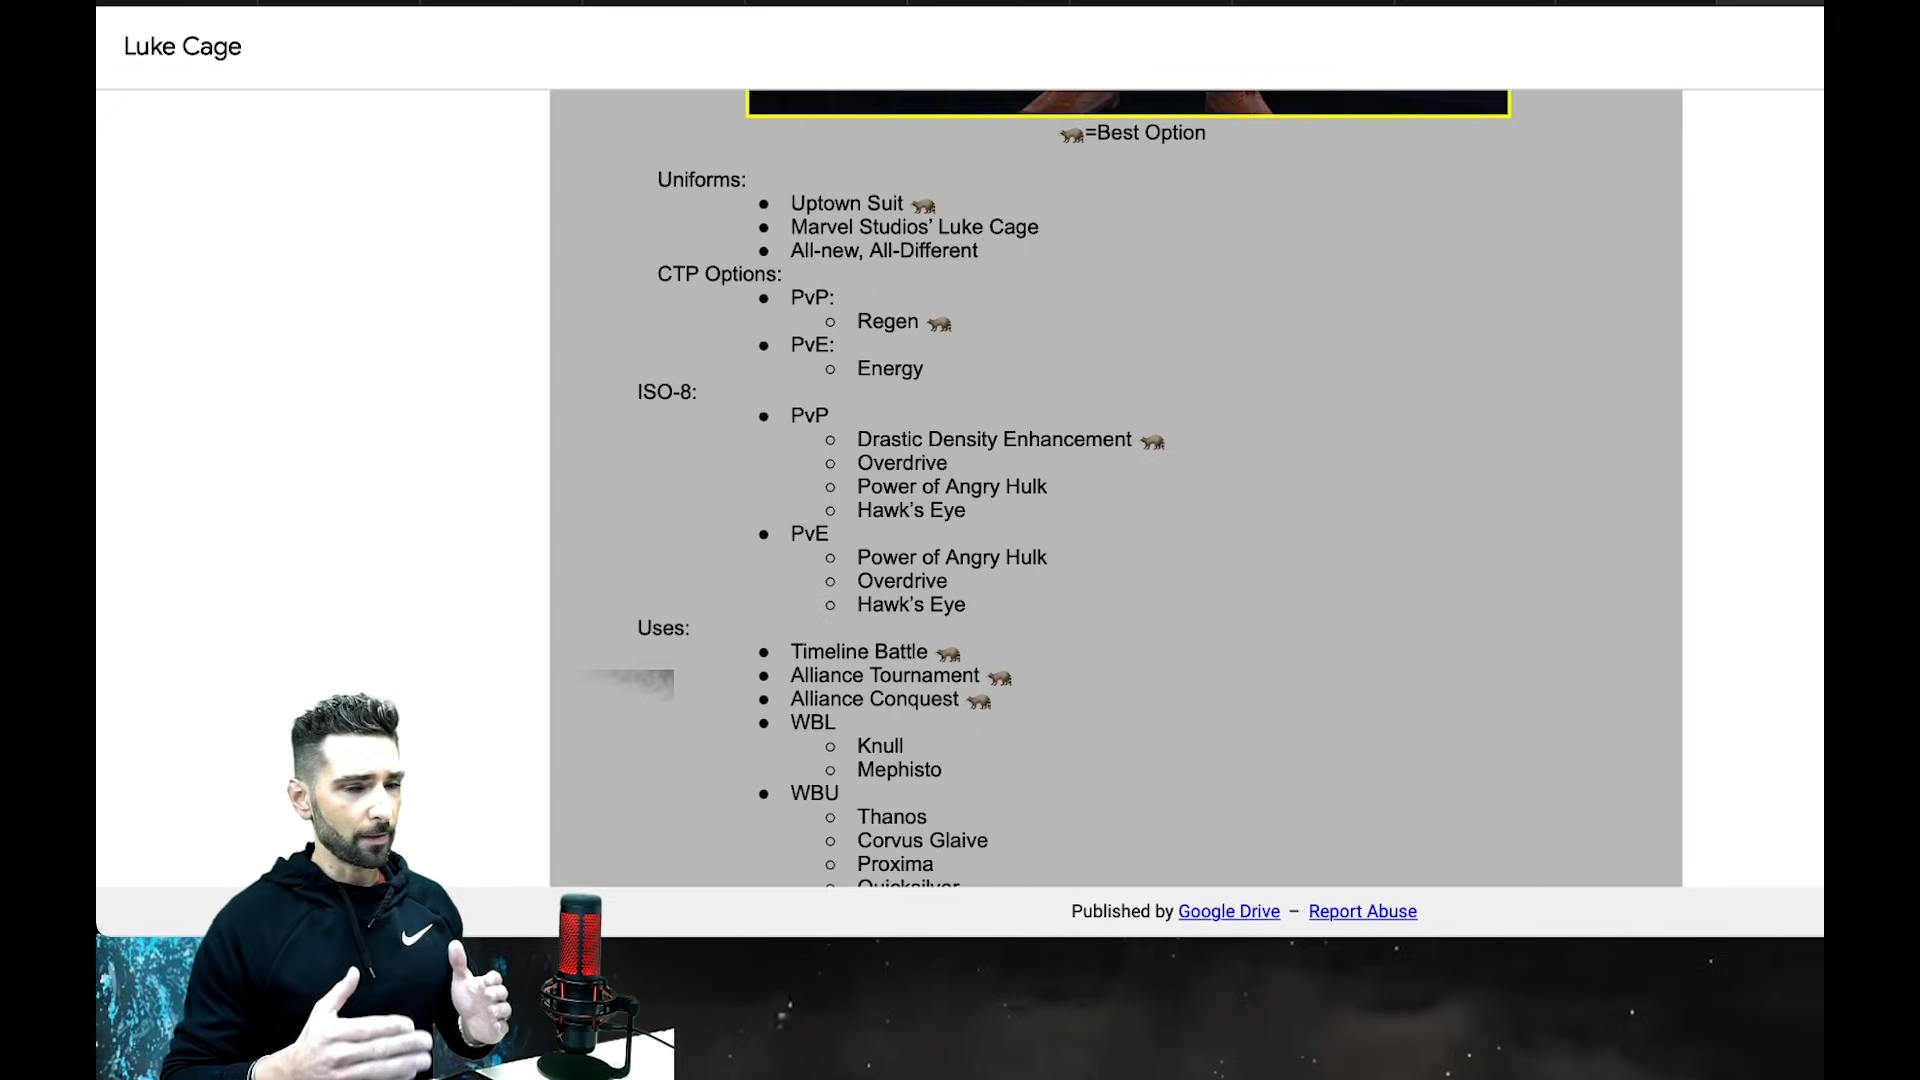 Luke Cage
🦝=Best Option
Uniforms:
● Uptown Suit 🦝
● Marvel Studios’ Luke Cage
● All-new, All-Different
CTP Options:
● PvP:
○ Regen 🦝
● PvE:
○ Energy
ISO-8:
● PvP
○ Drastic Density Enhancement 🦝
○ Overdrive
○ Power of Angry Hulk
○ Hawk’s Eye
● PvE
○ Power of Angry Hulk
○ Overdrive
○ Hawk’s Eye
Uses:
● Timeline Battle 🦝
● Alliance Tournament 🦝
● Alliance Conquest 🦝
● WBL
○ Knull
○ Mephisto
● WBU
○ Thanos
○ Corvus Glaive
○ Proxima
○ Quicksilver
Published by Google Drive – Report Abuse